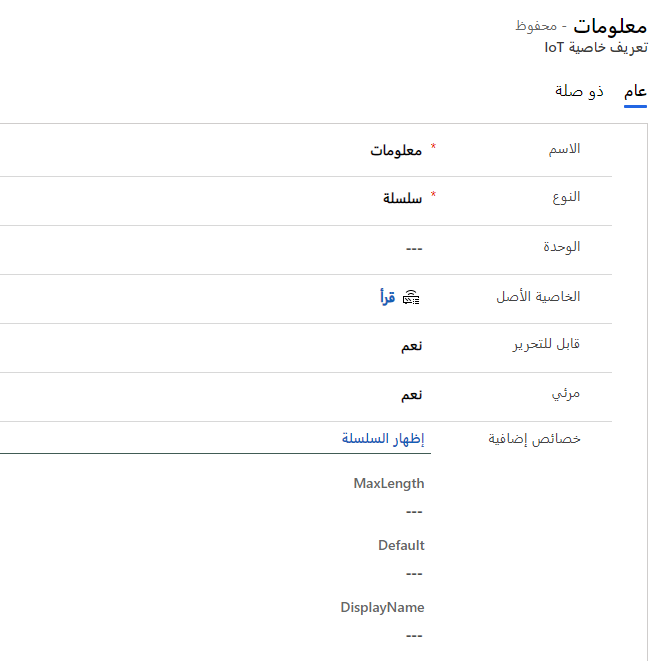 معلومات - محفوظ
تعريف خاصية IoT
عام ذو صلة
الاسم * معلومات
النوع * سلسلة
الوحدة ---
الخاصية الأصل قرأ
قابل للتحرير نعم
مرئي نعم
خصائص إضافية إظهار السلسلة
MaxLength
---
Default
---
DisplayName
---